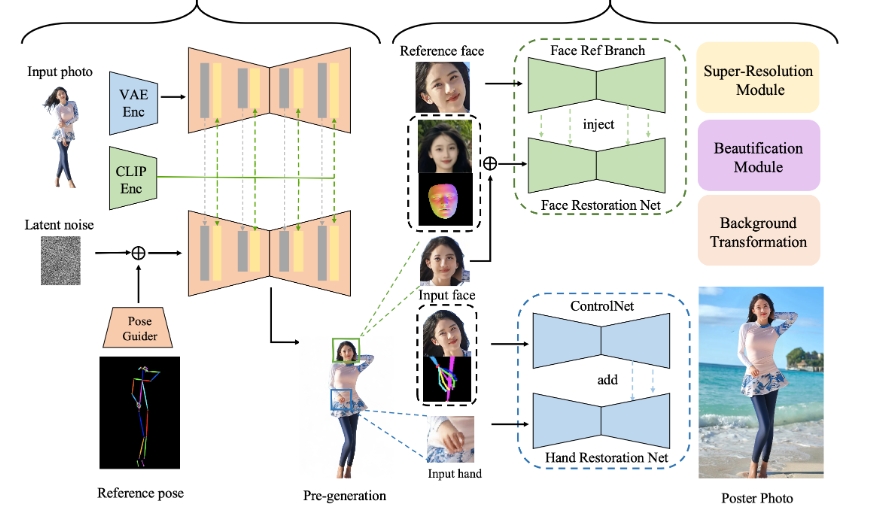 Input photo
VAE
Enc
CLIP
Enc
Latent noise
Pose
Guider
Reference pose
Pre-generation
Reference face
Input face
Input hand
Face Ref Branch
inject
Face Restoration Net
ControlNet
add
Hand Restoration Net
Super-Resolution
Module
Beautification
Module
Background
Transformation
Poster Photo